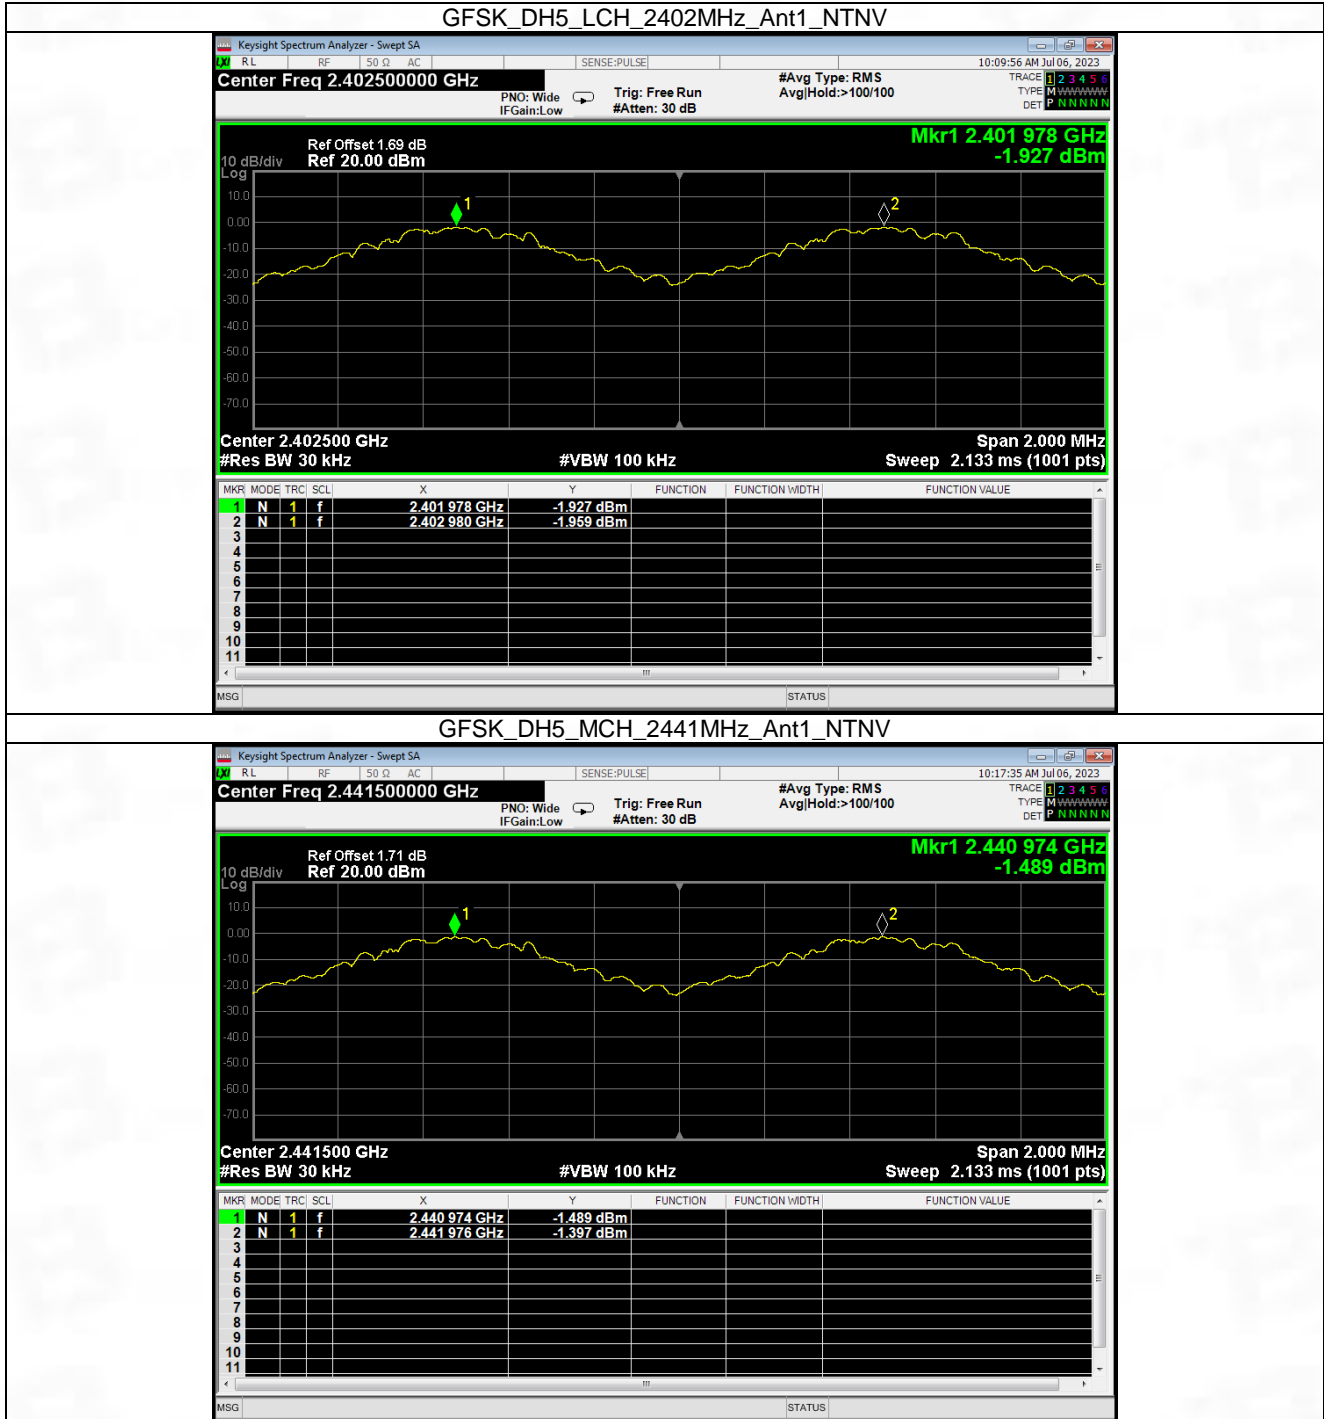 GFSK_DH5_LCH_2402MHz_Ant1_NTNV
Keysight Spectrum Analyzer - Swept SA
LXI RL RF 50 Ω AC SENSE:PULSE 10:09:56 AM Jul 06, 2023
Center Freq 2.402500000 GHz #Avg Type: RMS TRACE 1 2 3 4 5 6
PNO: Wide Trig: Free Run Avg|Hold:>100/100 TYPE M WWWWW
IFGain:Low #Atten: 30 dB DET P N N N N N
Mkr1 2.401 978 GHz
-1.927 dBm
Ref Offset 1.69 dB
10 dB/div Ref 20.00 dBm
Log
10.0
1 2
0.00
-10.0
-20.0
-30.0
-40.0
-50.0
-60.0
-70.0
Center 2.402500 GHz Span 2.000 MHz
#Res BW 30 kHz #VBW 100 kHz Sweep 2.133 ms (1001 pts)
MKR MODE TRC SCL X Y FUNCTION FUNCTION WIDTH FUNCTION VALUE
1 N 1 f 2.401 978 GHz -1.927 dBm
2 N 1 f 2.402 980 GHz -1.959 dBm
3
4
5
6
7
8
9
10
11
MSG STATUS
GFSK_DH5_MCH_2441MHz_Ant1_NTNV
Keysight Spectrum Analyzer - Swept SA
LXI RL RF 50 Ω AC SENSE:PULSE 10:17:35 AM Jul 06, 2023
Center Freq 2.441500000 GHz #Avg Type: RMS TRACE 1 2 3 4 5 6
PNO: Wide Trig: Free Run Avg|Hold:>100/100 TYPE M WWWWW
IFGain:Low #Atten: 30 dB DET P N N N N N
Mkr1 2.440 974 GHz
-1.489 dBm
Ref Offset 1.71 dB
10 dB/div Ref 20.00 dBm
Log
10.0
1 2
0.00
-10.0
-20.0
-30.0
-40.0
-50.0
-60.0
-70.0
Center 2.441500 GHz Span 2.000 MHz
#Res BW 30 kHz #VBW 100 kHz Sweep 2.133 ms (1001 pts)
MKR MODE TRC SCL X Y FUNCTION FUNCTION WIDTH FUNCTION VALUE
1 N 1 f 2.440 974 GHz -1.489 dBm
2 N 1 f 2.441 976 GHz -1.397 dBm
3
4
5
6
7
8
9
10
11
MSG STATUS